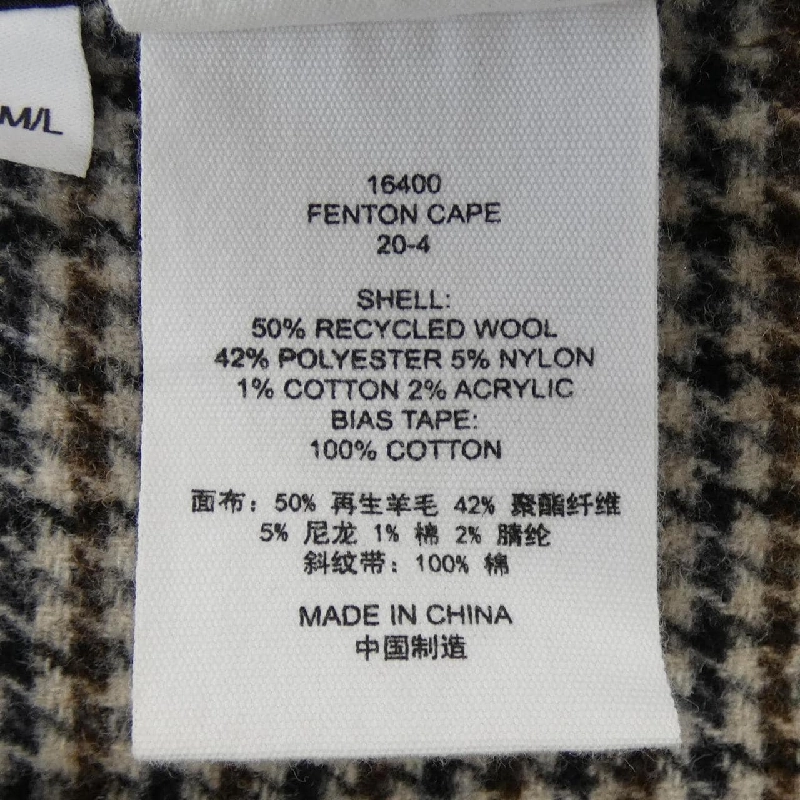 M/L
16400
FENTON CAPE
20-4
SHELL:
50% RECYCLED WOOL
42% POLYESTER 5% NYLON
1% COTTON 2% ACRYLIC
BIAS TAPE:
100% COTTON
面布：50% 再生羊毛 42% 聚酯纤维
5% 尼龙 1% 棉 2% 腈纶
斜纹带：100% 棉
MADE IN CHINA
中国制造